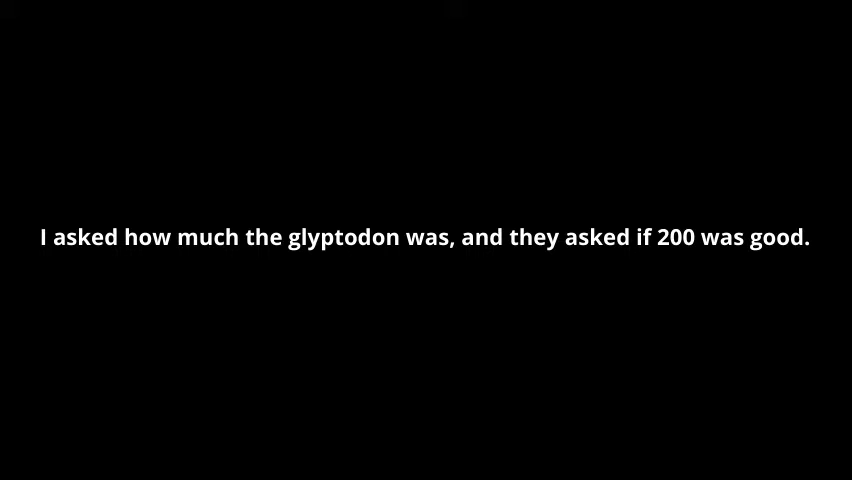 I asked how much the glyptodon was, and they asked if 200 was good.